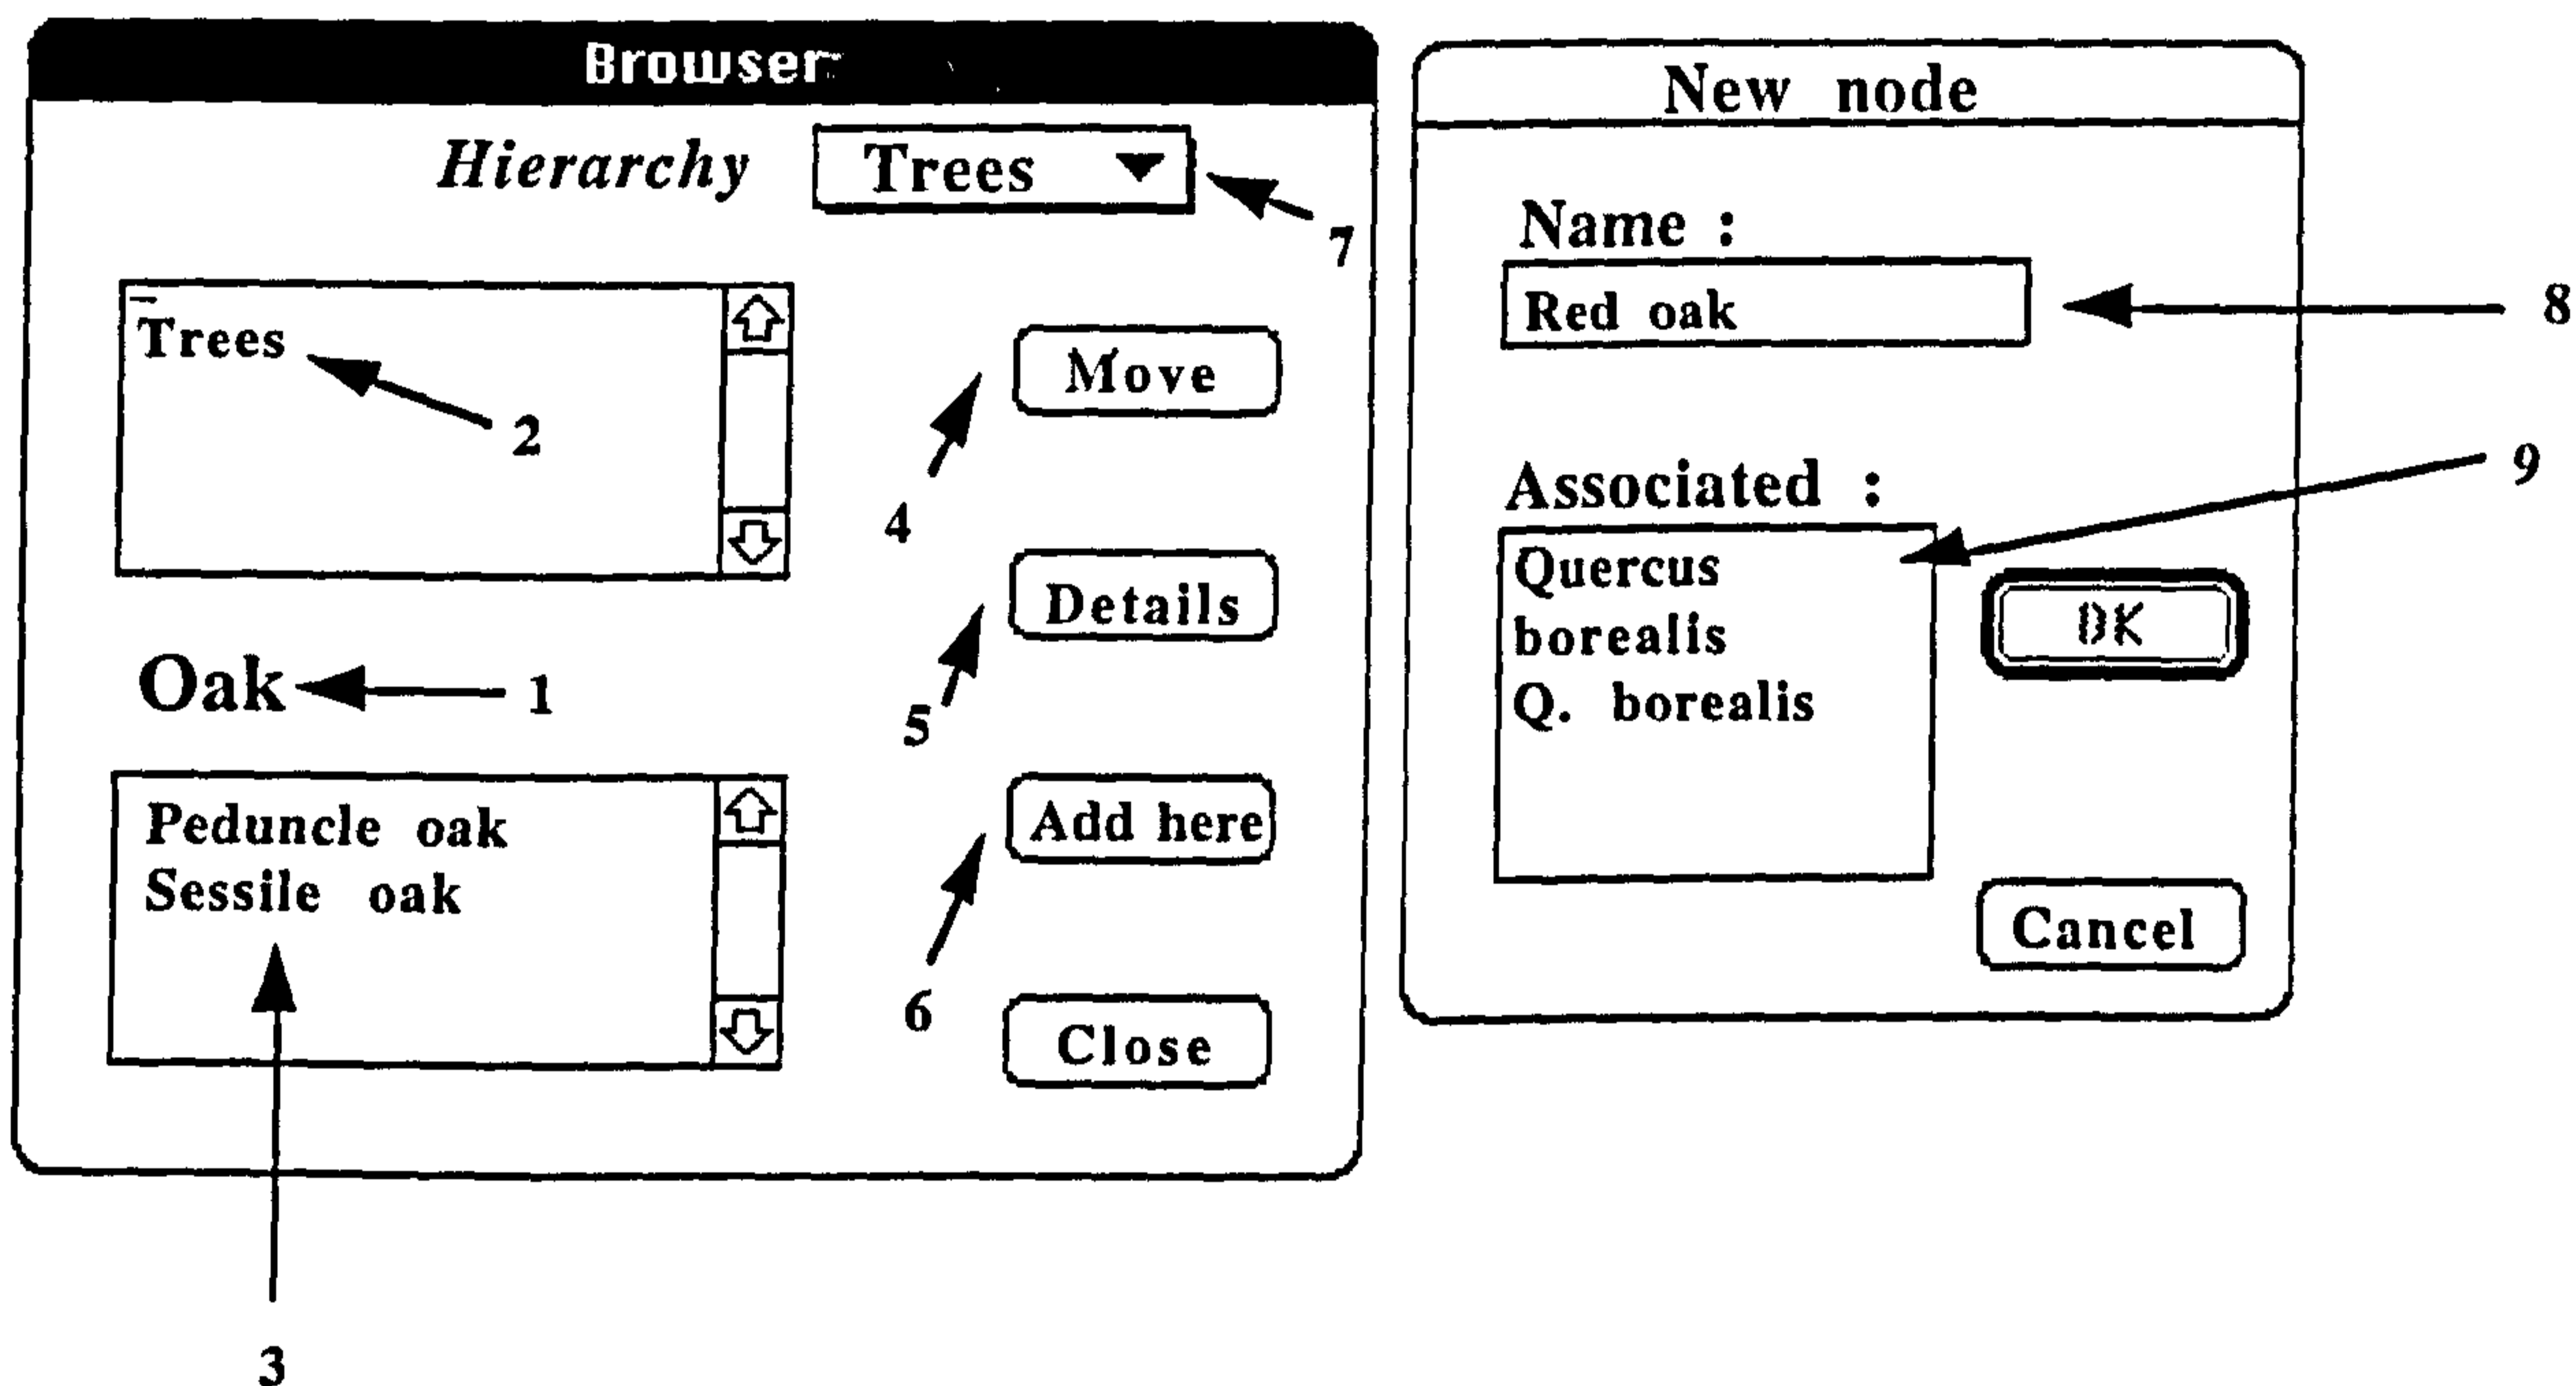 Browser
Hierarchy Trees
7
Trees
2
Move
4
Details
5
Oak
1
Peduncle oak
Sessile oak
Add here
6
Close
3
New node
Name :
Red oak
8
Associated :
9
Quercus
borealis
Q. borealis
OK
Cancel